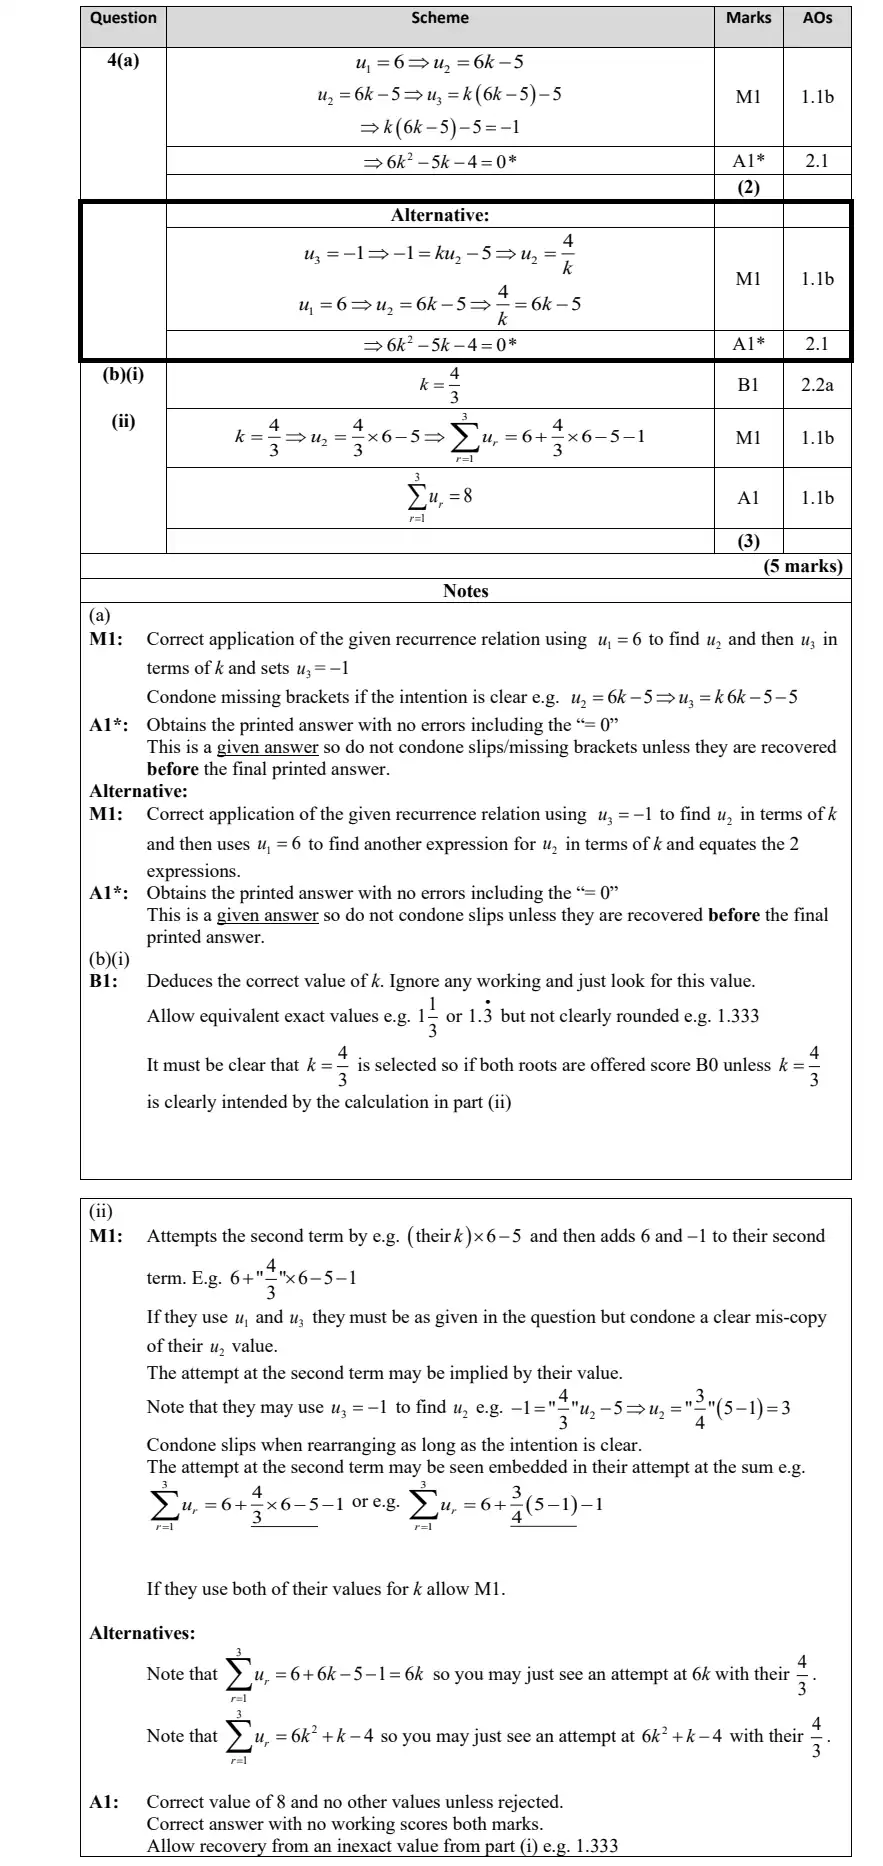 Question Scheme Marks AOs
4(a) u₁ = 6 ⇒ u₂ = 6k − 5
u₂ = 6k − 5 ⇒ u₃ = k(6k − 5) − 5
⇒ k(6k − 5) − 5 = −1
M1 1.1b
⇒ 6k² − 5k − 4 = 0* A1* 2.1
(2)
Alternative:
u₃ = −1 ⇒ −1 = ku₂ − 5 ⇒ u₂ = 4/k
u₁ = 6 ⇒ u₂ = 6k − 5 ⇒ 4/k = 6k − 5
M1 1.1b
⇒ 6k² − 5k − 4 = 0* A1* 2.1
(b)(i) k = 4/3 B1 2.2a
(ii) k = 4/3 ⇒ u₂ = 4/3 × 6 − 5 ⇒ ∑_{r=1}^{3} uᵣ = 6 + 4/3 × 6 − 5 − 1 M1 1.1b
∑_{r=1}^{3} uᵣ = 8 A1 1.1b
(3)
(5 marks)
Notes
(a)
M1: Correct application of the given recurrence relation using u₁ = 6 to find u₂ and then u₃ in
terms of k and sets u₃ = −1
Condone missing brackets if the intention is clear e.g. u₂ = 6k − 5 ⇒ u₃ = k6k − 5 − 5
A1*: Obtains the printed answer with no errors including the “= 0”
This is a given answer so do not condone slips/missing brackets unless they are recovered
before the final printed answer.
Alternative:
M1: Correct application of the given recurrence relation using u₃ = −1 to find u₂ in terms of k
and then uses u₁ = 6 to find another expression for u₂ in terms of k and equates the 2
expressions.
A1*: Obtains the printed answer with no errors including the “= 0”
This is a given answer so do not condone slips unless they are recovered before the final
printed answer.
(b)(i)
B1: Deduces the correct value of k. Ignore any working and just look for this value.
Allow equivalent exact values e.g. 1 1/3 or 1.3̇ but not clearly rounded e.g. 1.333
It must be clear that k = 4/3 is selected so if both roots are offered score B0 unless k = 4/3
is clearly intended by the calculation in part (ii)
(ii)
M1: Attempts the second term by e.g. (their k) × 6 − 5 and then adds 6 and −1 to their second
term. E.g. 6 + "4/3" × 6 − 5 − 1
If they use u₁ and u₃ they must be as given in the question but condone a clear mis-copy
of their u₂ value.
The attempt at the second term may be implied by their value.
Note that they may use u₃ = −1 to find u₂ e.g. −1 = "4/3"u₂ − 5 ⇒ u₂ = "3/4"(5 − 1) = 3
Condone slips when rearranging as long as the intention is clear.
The attempt at the second term may be seen embedded in their attempt at the sum e.g.
∑_{r=1}^{3} uᵣ = 6 + 4/3 × 6 − 5 − 1 or e.g. ∑_{r=1}^{3} uᵣ = 6 + 3/4(5 − 1) − 1
If they use both of their values for k allow M1.
Alternatives:
Note that ∑_{r=1}^{3} uᵣ = 6 + 6k − 5 − 1 = 6k so you may just see an attempt at 6k with their 4/3.
Note that ∑_{r=1}^{3} uᵣ = 6k² + k − 4 so you may just see an attempt at 6k² + k − 4 with their 4/3.
A1: Correct value of 8 and no other values unless rejected.
Correct answer with no working scores both marks.
Allow recovery from an inexact value from part (i) e.g. 1.333